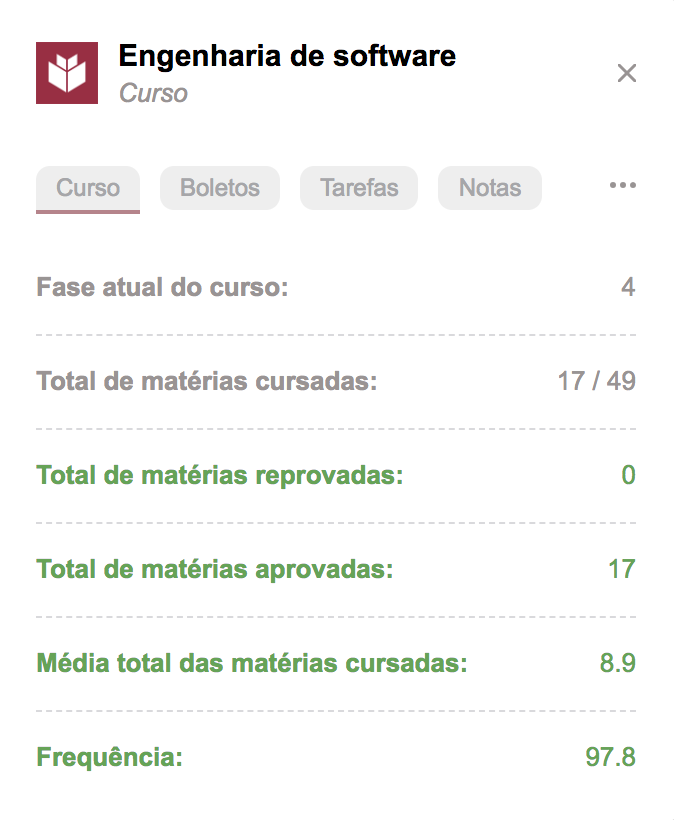 Engenharia de software
Curso
Curso Boletos Tarefas Notas
Fase atual do curso: 4
Total de matérias cursadas: 17 / 49
Total de matérias reprovadas: 0
Total de matérias aprovadas: 17
Média total das matérias cursadas: 8.9
Frequência: 97.8